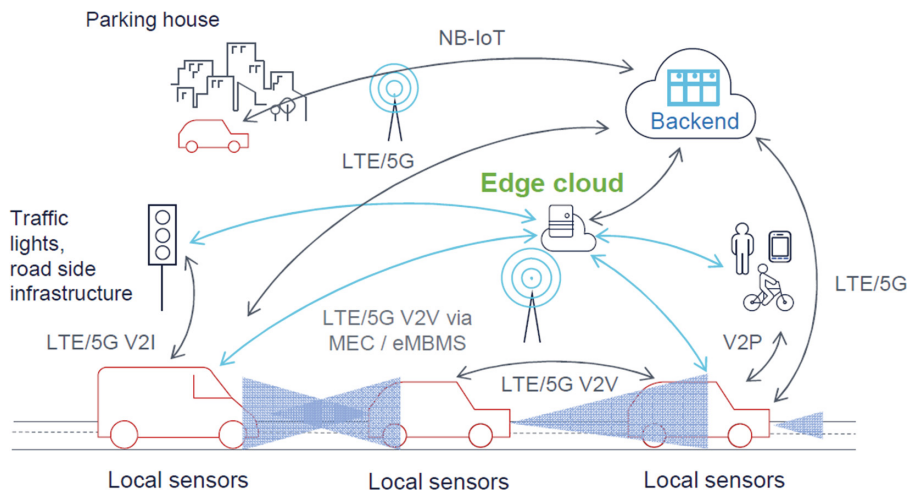 Parking house
NB-IoT
Backend
LTE/5G
Edge cloud
Traffic
lights,
road side
infrastructure
LTE/5G
LTE/5G V2V via
MEC / eMBMS
LTE/5G V2I
V2P
LTE/5G V2V
Local sensors
Local sensors
Local sensors